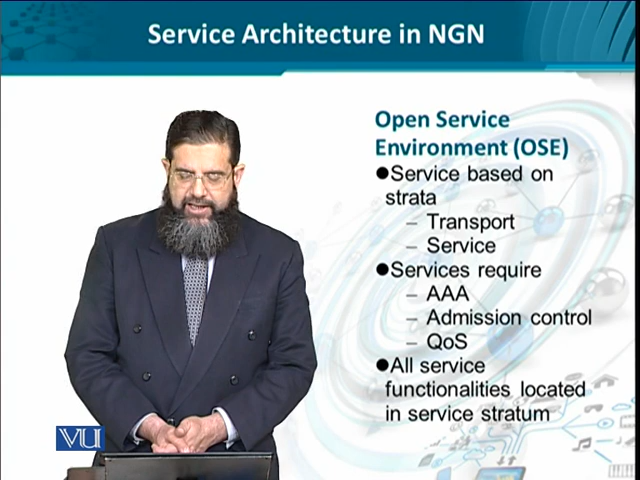 Service Architecture in NGN
Open Service
Environment (OSE)
●Service based on
strata
– Transport
– Service
●Services require
– AAA
– Admission control
– QoS
●All service
functionalities located
in service stratum
VU